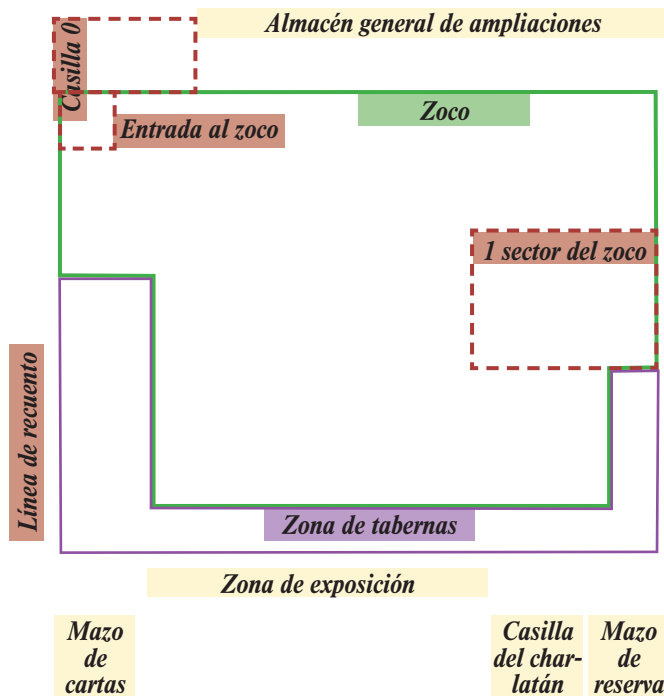 Almacén general de ampliaciones
Casilla 0
Zoco
Entrada al zoco
1 sector del zoco
Línea de recuento
Zona de tabernas
Zona de exposición
Mazo
de
cartas
Casilla
del char-
latán
Mazo
de
reserva